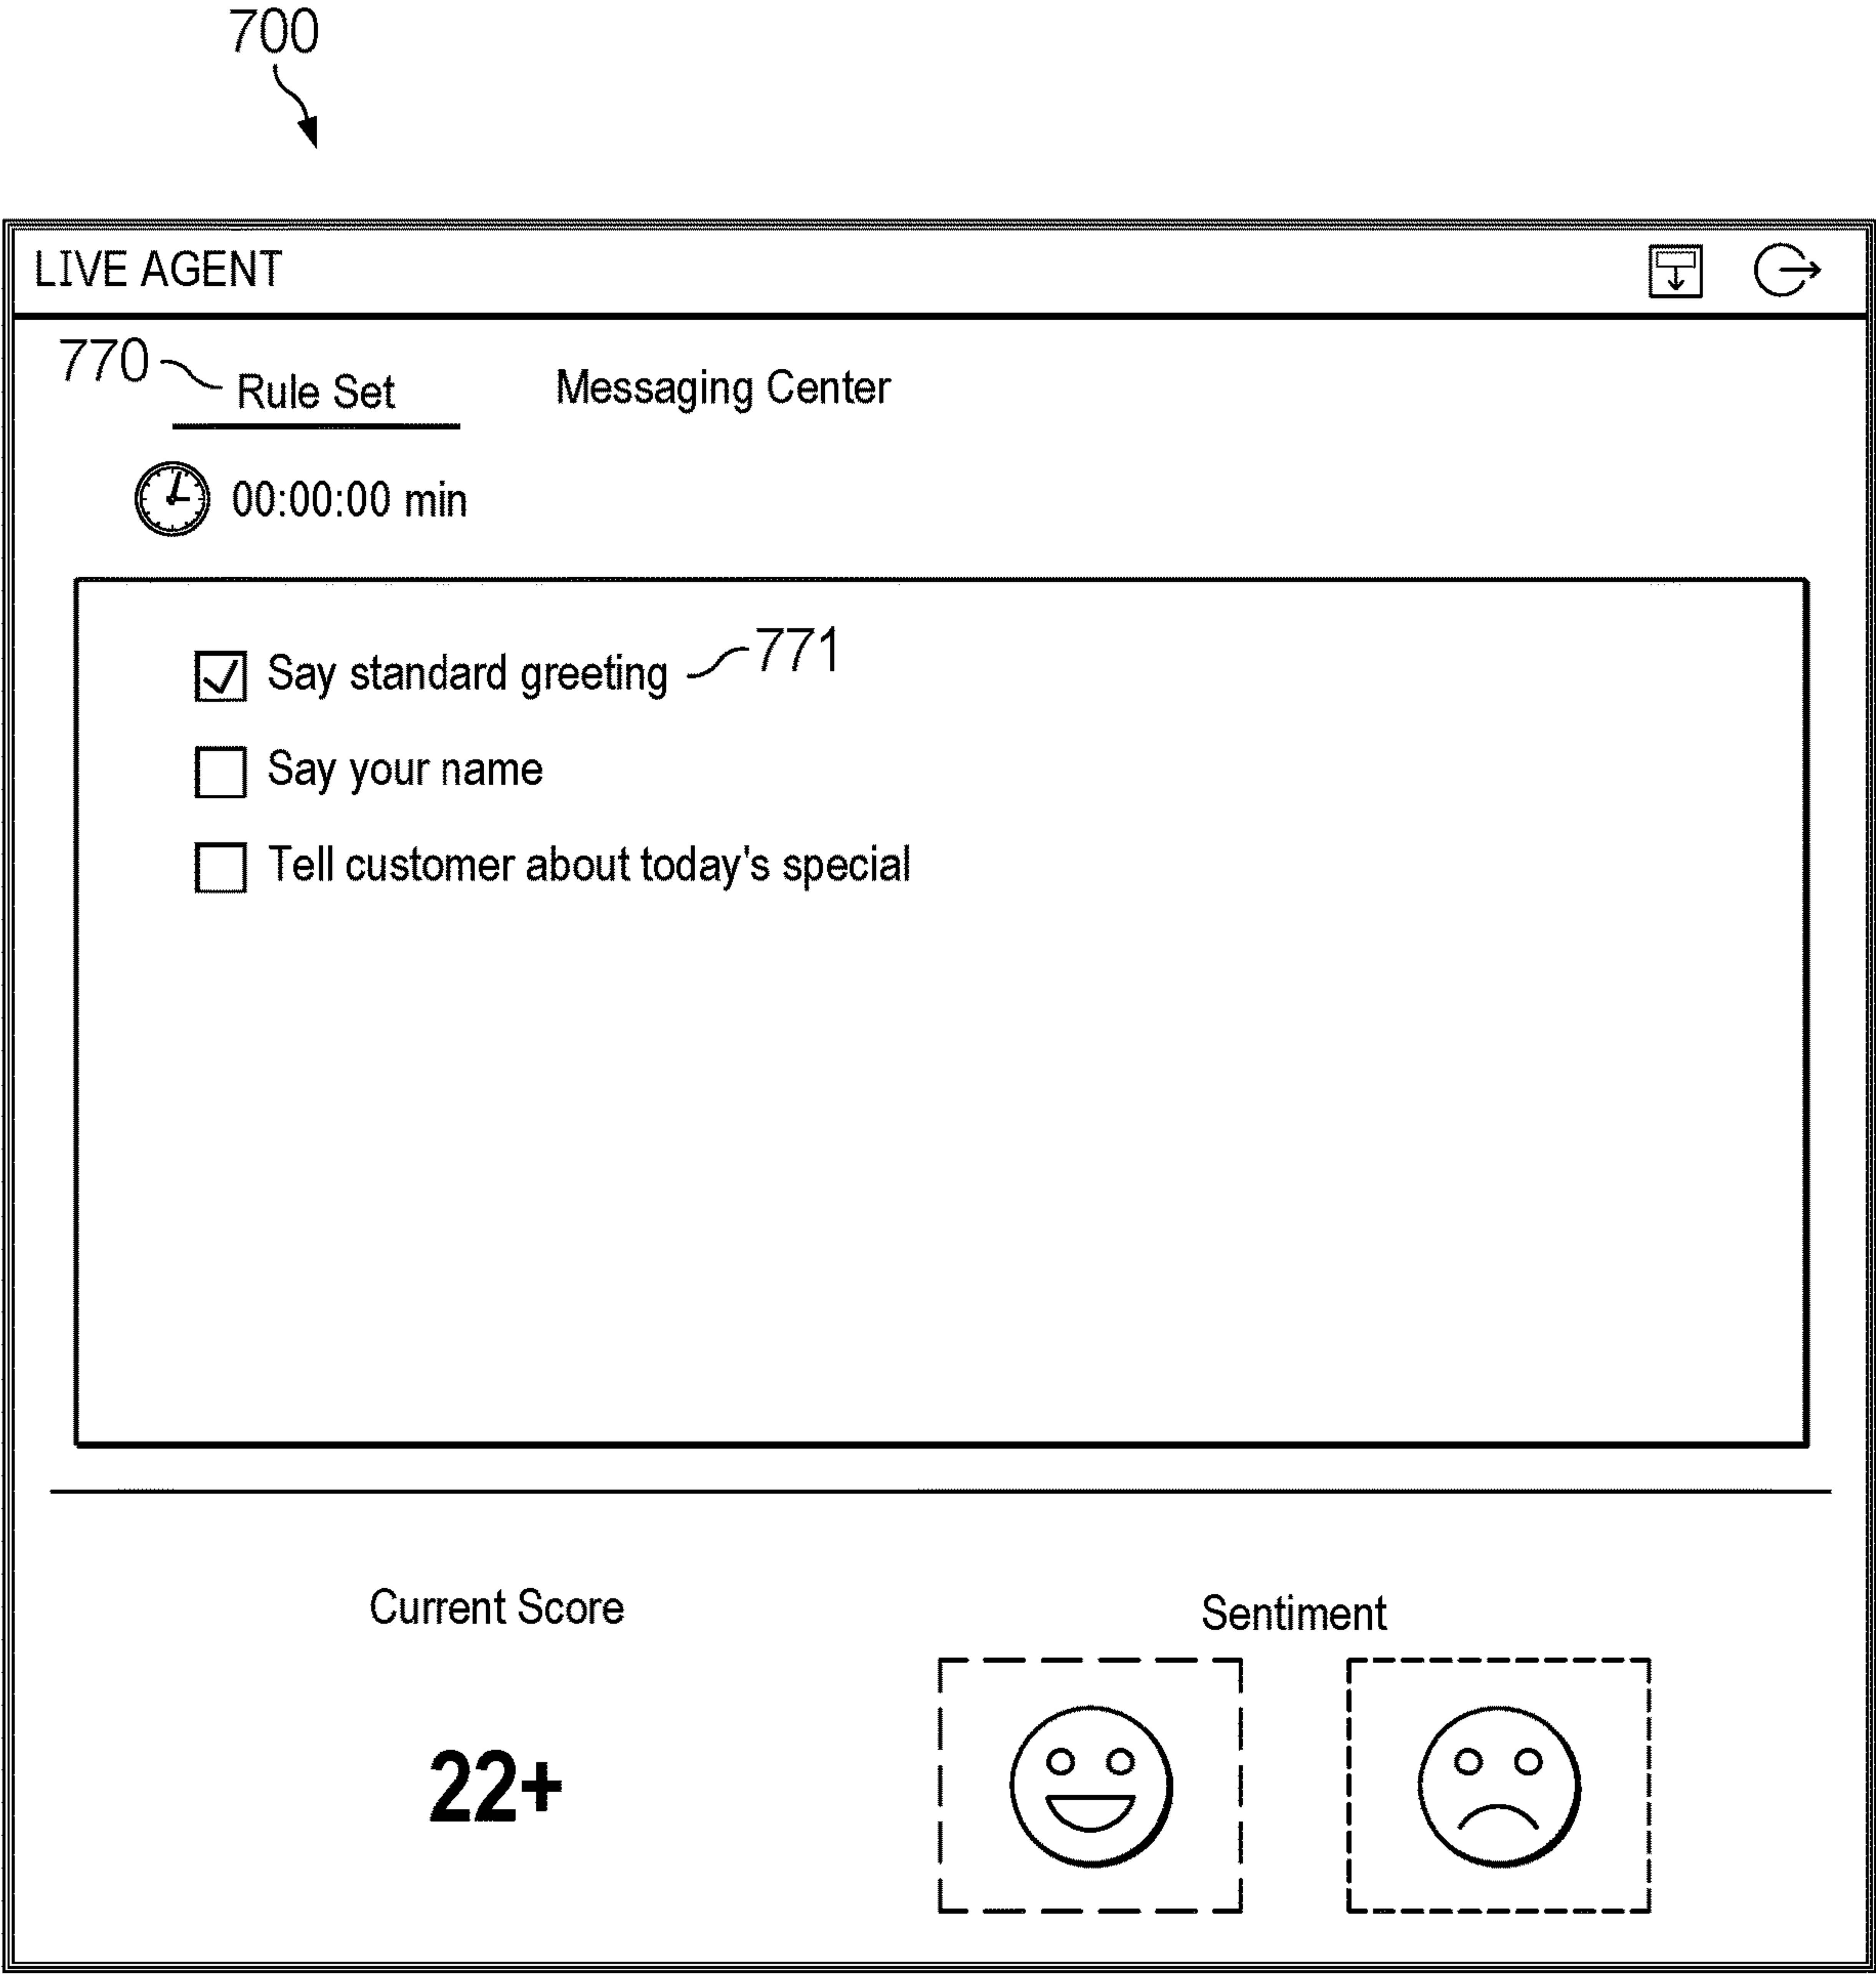 700
LIVE AGENT
770
Rule Set
Messaging Center
00:00:00 min
Say standard greeting
771
Say your name
Tell customer about today's special
Current Score
Sentiment
22+